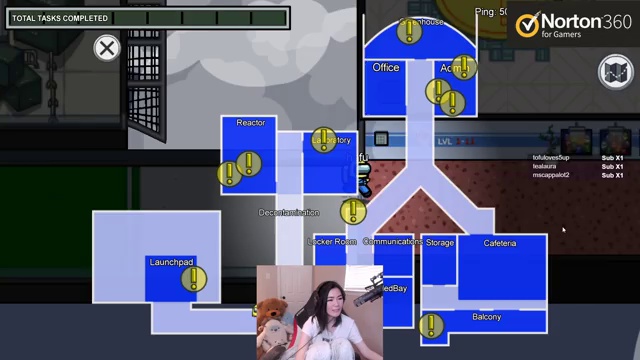 TOTAL TASKS COMPLETED
Norton360
for Gamers
Office
Reactor
LVL
tofuloves5up Sub X1
tealaura Sub X1
mscappalot2 Sub X1
Decontamination
Locker Room
Communications
Storage
Cafeteria
Launchpad
Balcony